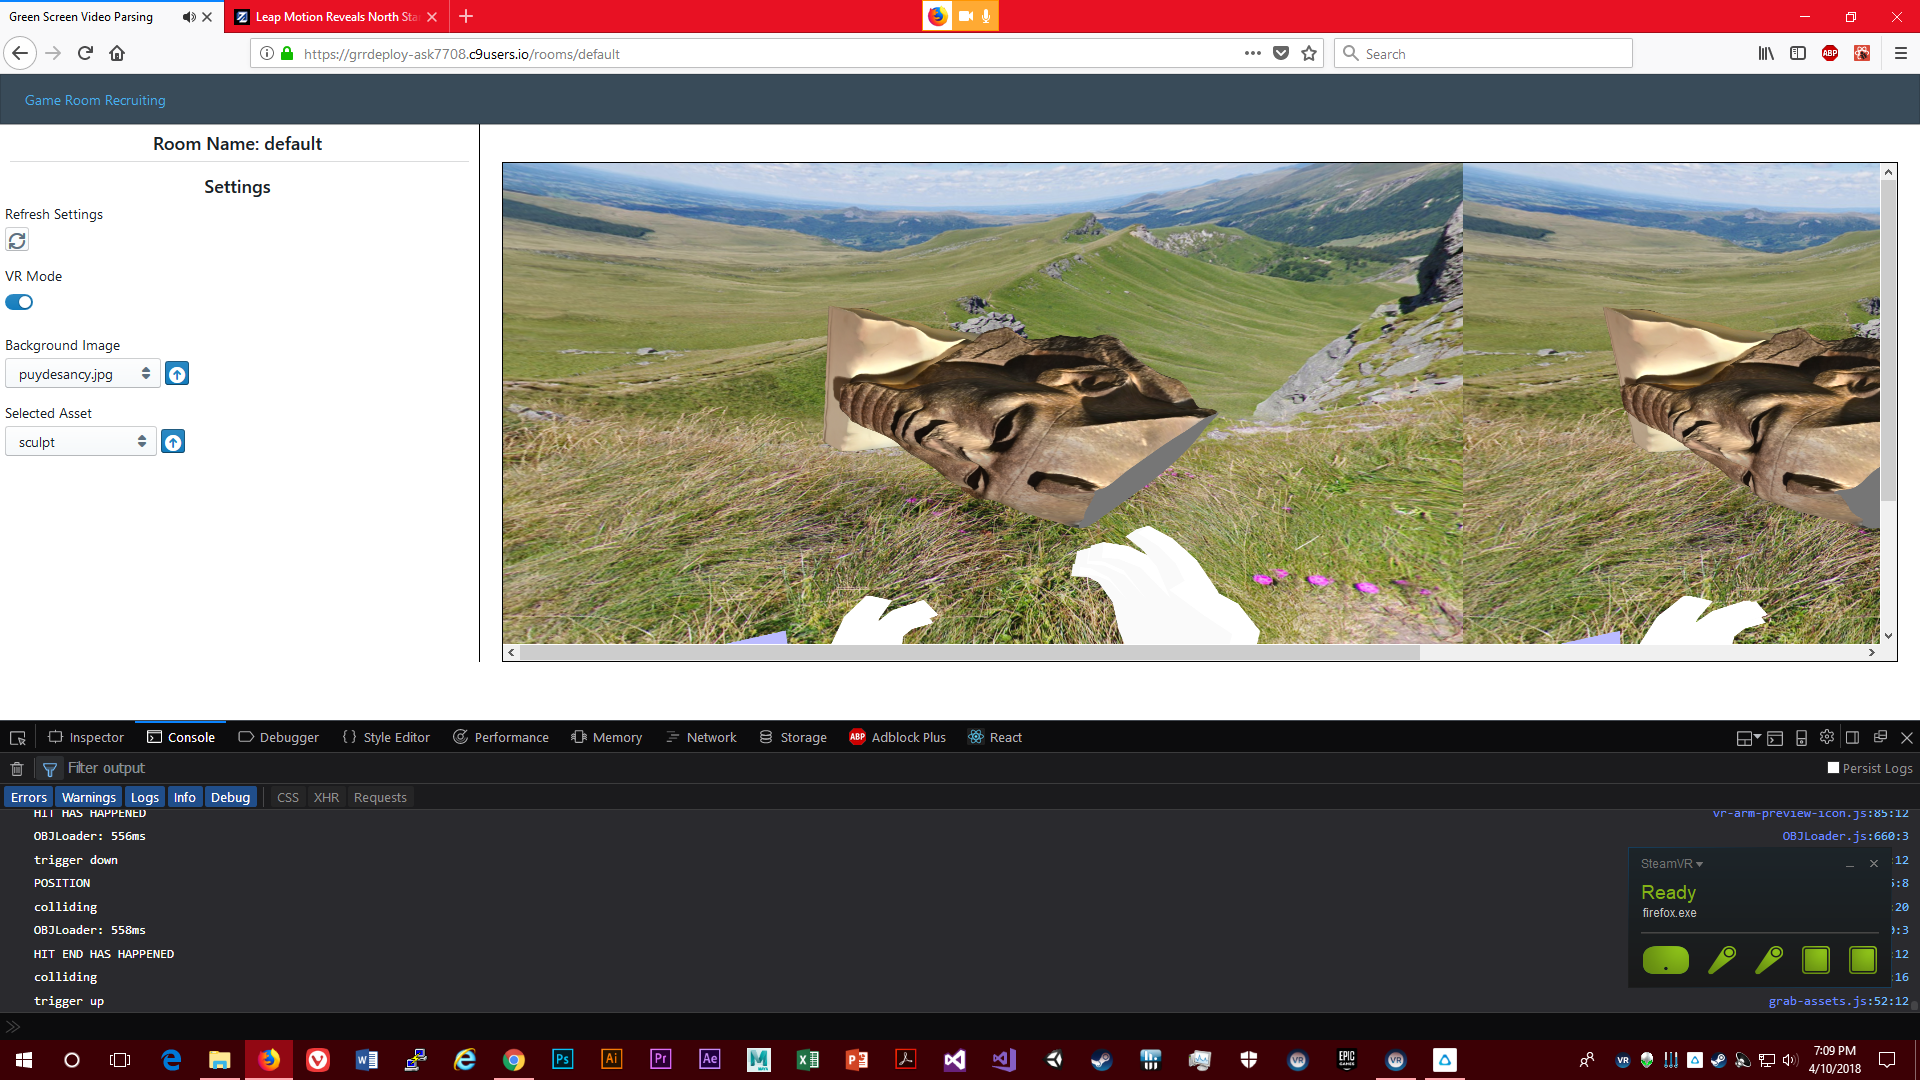 Green Screen Video Parsing
Leap Motion Reveals North Sta
https://grrdeploy-ask7708.c9users.io/rooms/default
Search
Game Room Recruiting
Room Name: default
Settings
Refresh Settings
VR Mode
Background Image
puydesancy.jpg
Selected Asset
sculpt
Inspector
Console
Debugger
Style Editor
Performance
Memory
Network
Storage
ABP Adblock Plus
React
Filter output
Persist Logs
Errors Warnings Logs Info Debug CSS XHR Requests
HIT HAS HAPPENED vr-arm-preview-icon.js:85:12
OBJLoader: 556ms OBJLoader.js:660:3
trigger down :12
POSITION :8
colliding :20
OBJLoader: 558ms :3
HIT END HAS HAPPENED :12
colliding :16
trigger up grab-assets.js:52:12
SteamVR
Ready
firefox.exe
7:09 PM
4/10/2018